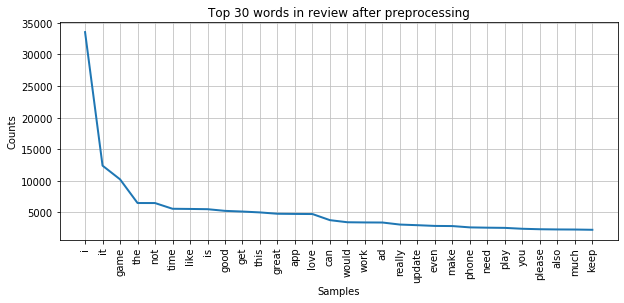 Top 30 words in review after preprocessing
35000
30000
25000
20000
15000
10000
5000
Counts
i
it
game
the
not
time
like
is
good
get
this
great
app
love
can
would
work
ad
really
update
even
make
phone
need
play
you
please
also
much
keep
Samples